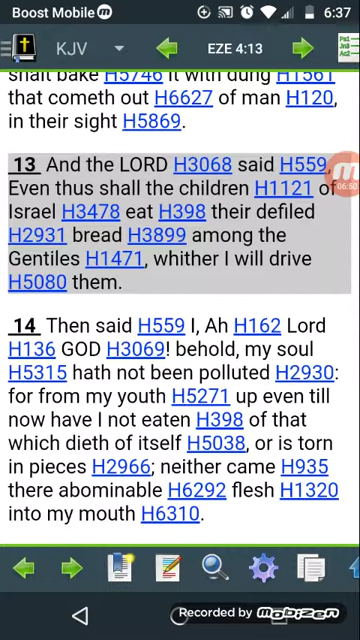 Boost Mobile 6:37
KJV EZE 4:13
shalt bake H5746 it with dung H1561
that cometh out H6627 of man H120,
in their sight H5869.
13 And the LORD H3068 said H559,
Even thus shall the children H1121 of
Israel H3478 eat H398 their defiled
H2931 bread H3899 among the
Gentiles H1471, whither I will drive
H5080 them.
06:50
14 Then said H559 I, Ah H162 Lord
H136 GOD H3069! behold, my soul
H5315 hath not been polluted H2930:
for from my youth H5271 up even till
now have I not eaten H398 of that
which dieth of itself H5038, or is torn
in pieces H2966; neither came H935
there abominable H6292 flesh H1320
into my mouth H6310.
Recorded by mobizen